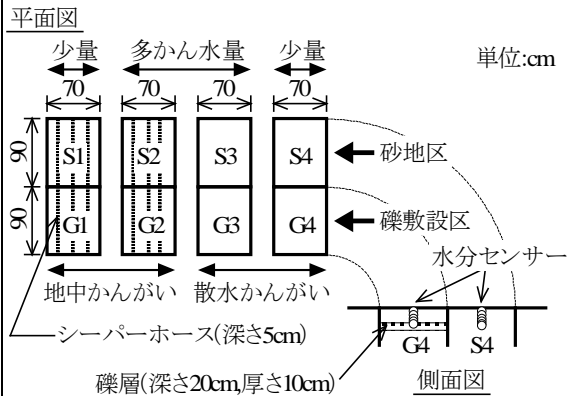 平面図
少量 多かん水量 少量
単位:cm
70 70 70 70
90 S1 S2 S3 S4 砂地区
90 G1 G2 G3 G4 礫敷設区
水分センサー
地中かんがい 散水かんがい
シーパーホース(深さ5cm)
G4 S4
礫層(深さ20cm,厚さ10cm) 側面図